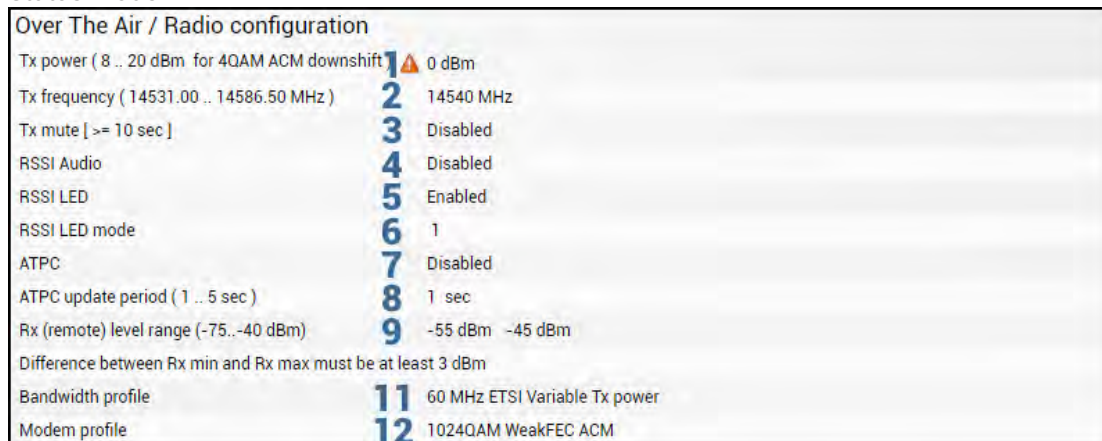 Over The Air / Radio configuration
Tx power ( 8 .. 20 dBm for 4QAM ACM downshift ) 1 0 dBm
Tx frequency ( 14531.00 .. 14586.50 MHz ) 2 14540 MHz
Tx mute [ >= 10 sec ] 3 Disabled
RSSI Audio 4 Disabled
RSSI LED 5 Enabled
RSSI LED mode 6 1
ATPC 7 Disabled
ATPC update period ( 1 .. 5 sec ) 8 1 sec
Rx (remote) level range (-75..-40 dBm) 9 -55 dBm -45 dBm
Difference between Rx min and Rx max must be at least 3 dBm
Bandwidth profile 11 60 MHz ETSI Variable Tx power
Modem profile 12 1024QAM WeakFEC ACM